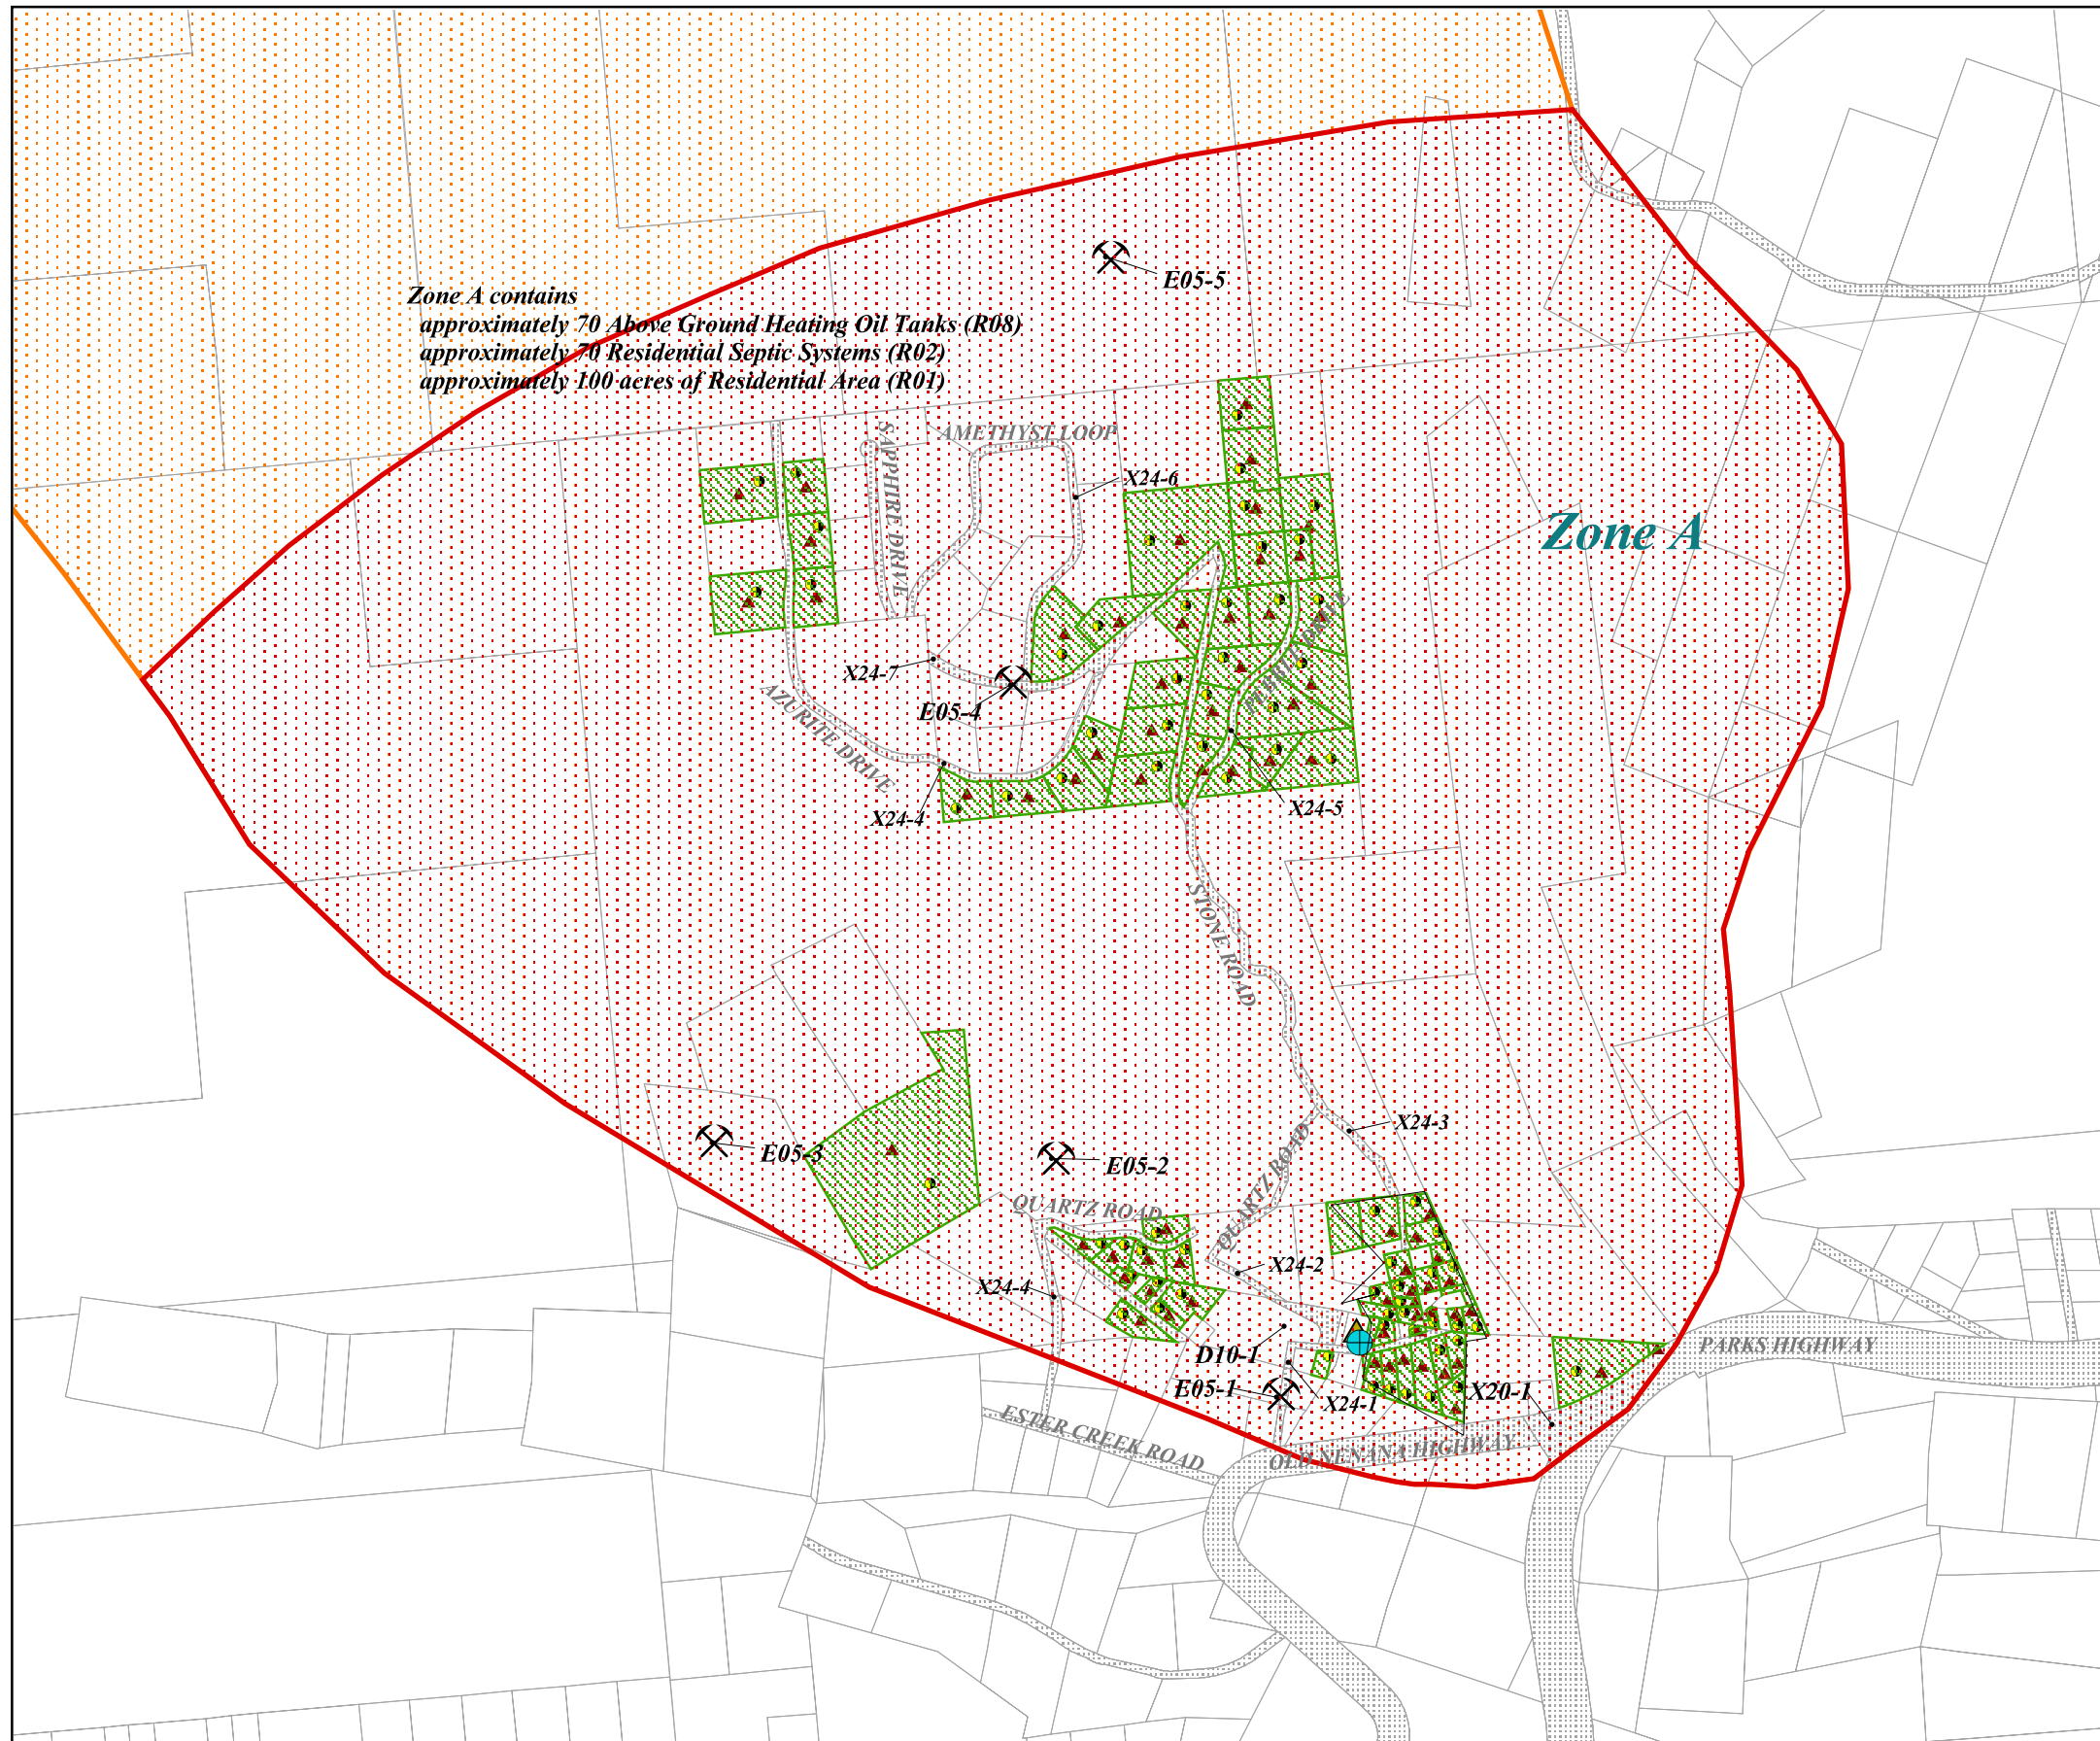 E05-5
Zone A contains
approximately 70 Above Ground Heating Oil Tanks (R08)
approximately 70 Residential Septic Systems (R02)
approximately 100 acres of Residential Area (R01)
AMETHYST LOOP
SAPPHIRE DRIVE
X24-6
Zone A
PEBBLE DRIVE
X24-7
E05-4
AZURITE DRIVE
X24-4
X24-5
STONE ROAD
X24-3
E05-3
E05-2
QUARTZ ROAD
QUARTZ ROAD
X24-2
X24-4
D10-1
PARKS HIGHWAY
E05-1
X24-1
X20-1
ESTER CREEK ROAD
OLD NENANA HIGHWAY